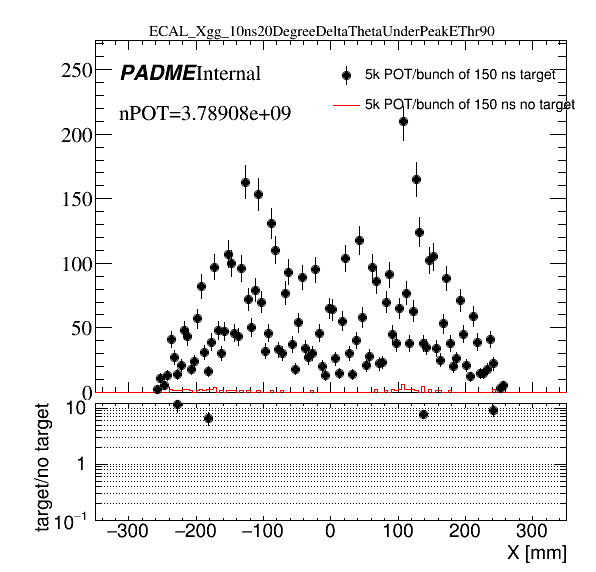 ECAL_Xgg_10ns20DegreeDeltaThetaUnderPeakEThr90
PADME Internal
5k POT/bunch of 150 ns target
5k POT/bunch of 150 ns no target
nPOT=3.78908e+09
250
200
150
100
50
0
target/no target
10
1
10⁻¹
−300 −200 −100 0 100 200 300
X [mm]